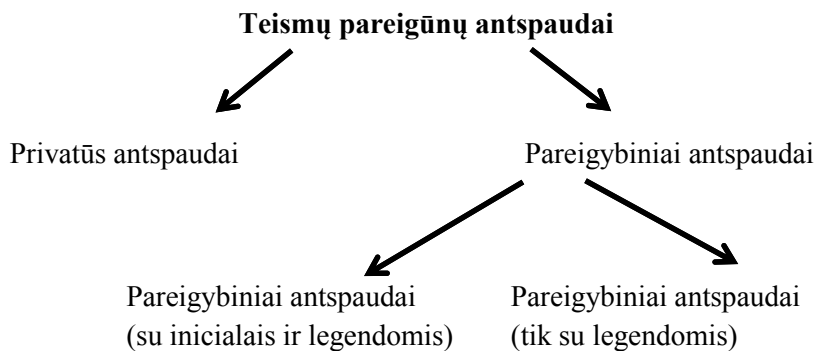 Teismų pareigūnų antspaudai
Privatūs antspaudai
Pareigybiniai antspaudai
Pareigybiniai antspaudai
(su inicialais ir legendomis)
Pareigybiniai antspaudai
(tik su legendomis)